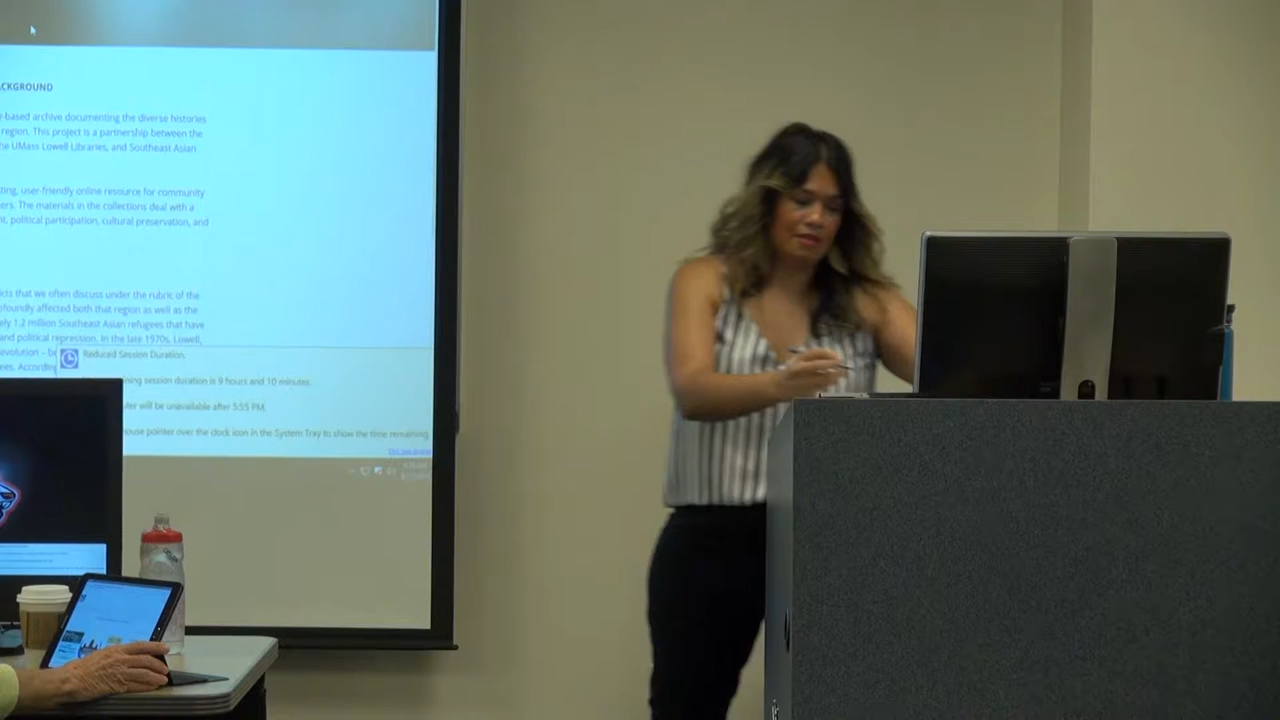 ACKGROUND
-based archive documenting the diverse histories
region. This project is a partnership between the
he UMass Lowell Libraries, and Southeast Asian
ting, user-friendly online resource for community
ers. The materials in the collections deal with a
nt, political participation, cultural preservation, and
icts that we often discuss under the rubric of the
ofoundly affected both that region as well as the
ely 1.2 million Southeast Asian refugees that have
and political repression. In the late 1970s, Lowell,
evolution – b
ees. According
Reduced Session Duration.
ning session duration is 9 hours and 10 minutes.
uter will be unavailable after 5:55 PM.
ouse pointer over the clock icon in the System Tray to show the time remaining.